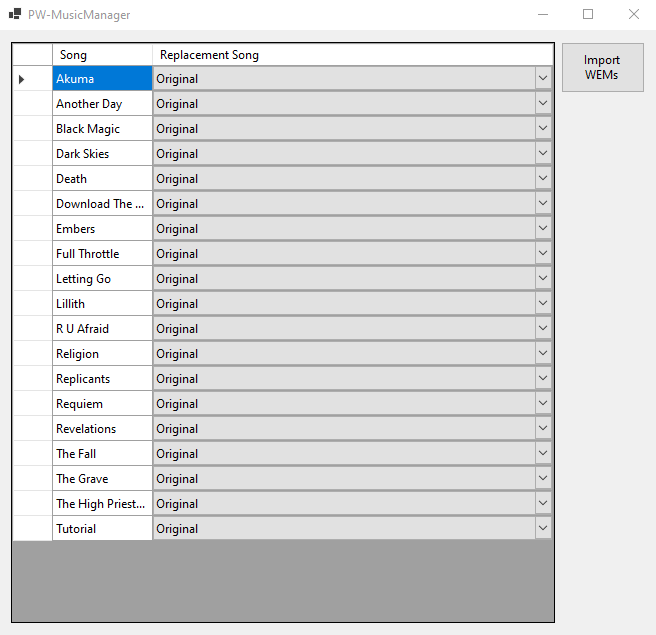 PW-MusicManager
Song Replacement Song
Import
WEMs
Akuma Original
Another Day Original
Black Magic Original
Dark Skies Original
Death Original
Download The ... Original
Embers Original
Full Throttle Original
Letting Go Original
Lillith Original
R U Afraid Original
Religion Original
Replicants Original
Requiem Original
Revelations Original
The Fall Original
The Grave Original
The High Priest... Original
Tutorial Original